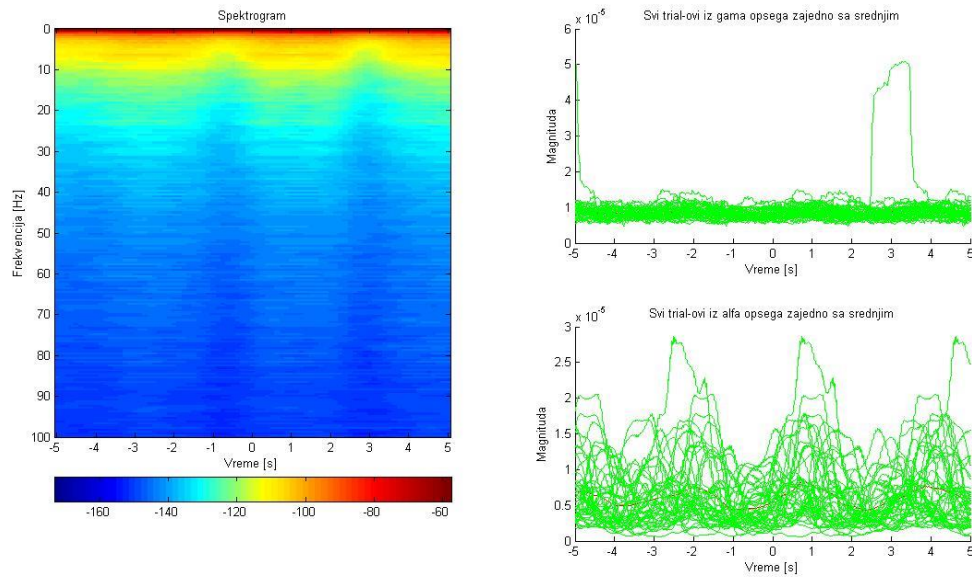 Spektrogram
0
10
20
30
40
50
60
70
80
90
100
Frekvencija [Hz]
-5 -4 -3 -2 -1 0 1 2 3 4 5
Vreme [s]
-160 -140 -120 -100 -80 -60
Svi trial-ovi iz gama opsega zajedno sa srednjim
x 10⁻⁵
6
5
4
3
2
1
0
Magnituda
-5 -4 -3 -2 -1 0 1 2 3 4 5
Vreme [s]
Svi trial-ovi iz alfa opsega zajedno sa srednjim
x 10⁻⁵
3
2.5
2
1.5
1
0.5
0
Magnituda
-5 -4 -3 -2 -1 0 1 2 3 4 5
Vreme [s]